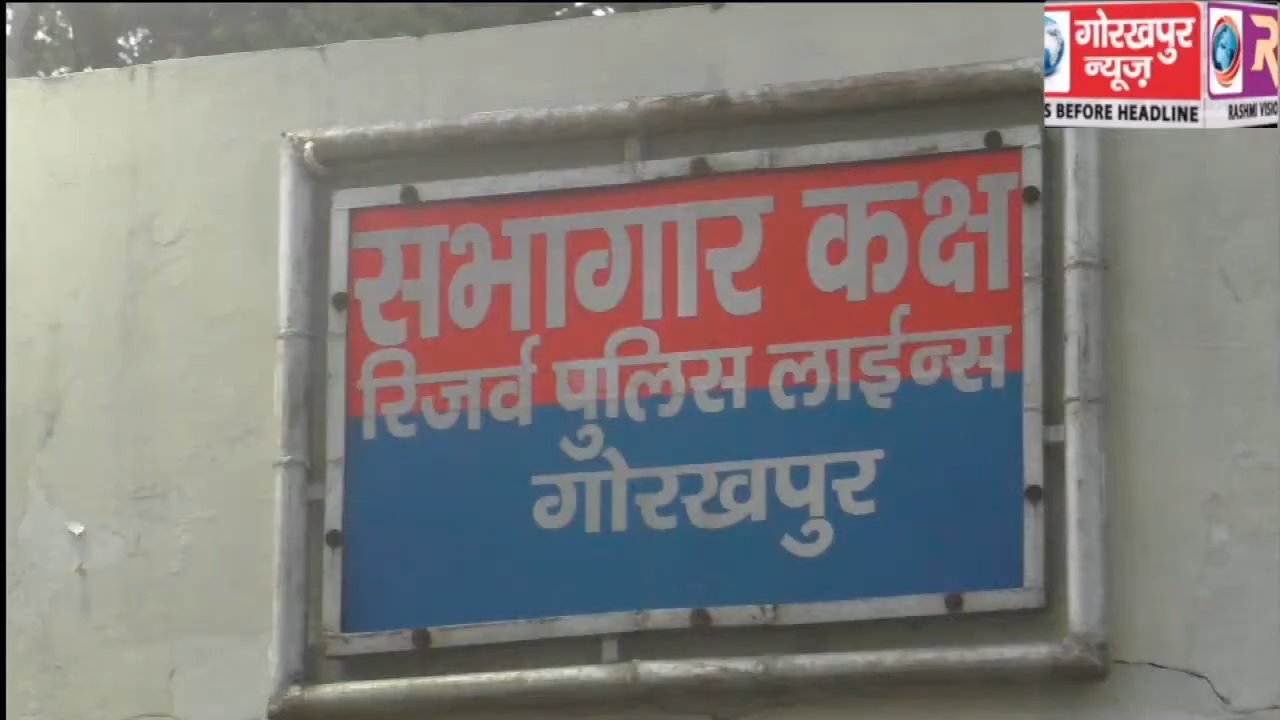 सभागार कक्ष
रिजर्व पुलिस लाईन्स
गोरखपुर
गोरखपुर
न्यूज़
S BEFORE HEADLINE
R
RASHMI VISIO